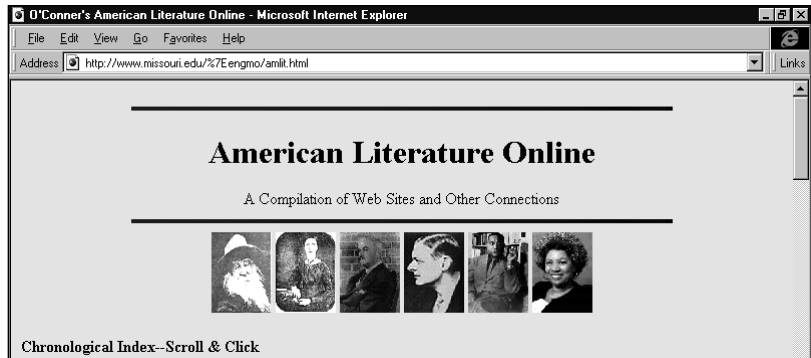 O'Conner's American Literature Online - Microsoft Internet Explorer
File Edit View Go Favorites Help
Address http://www.missouri.edu/%7Eengmo/amlit.html Links
American Literature Online
A Compilation of Web Sites and Other Connections
Chronological Index--Scroll & Click